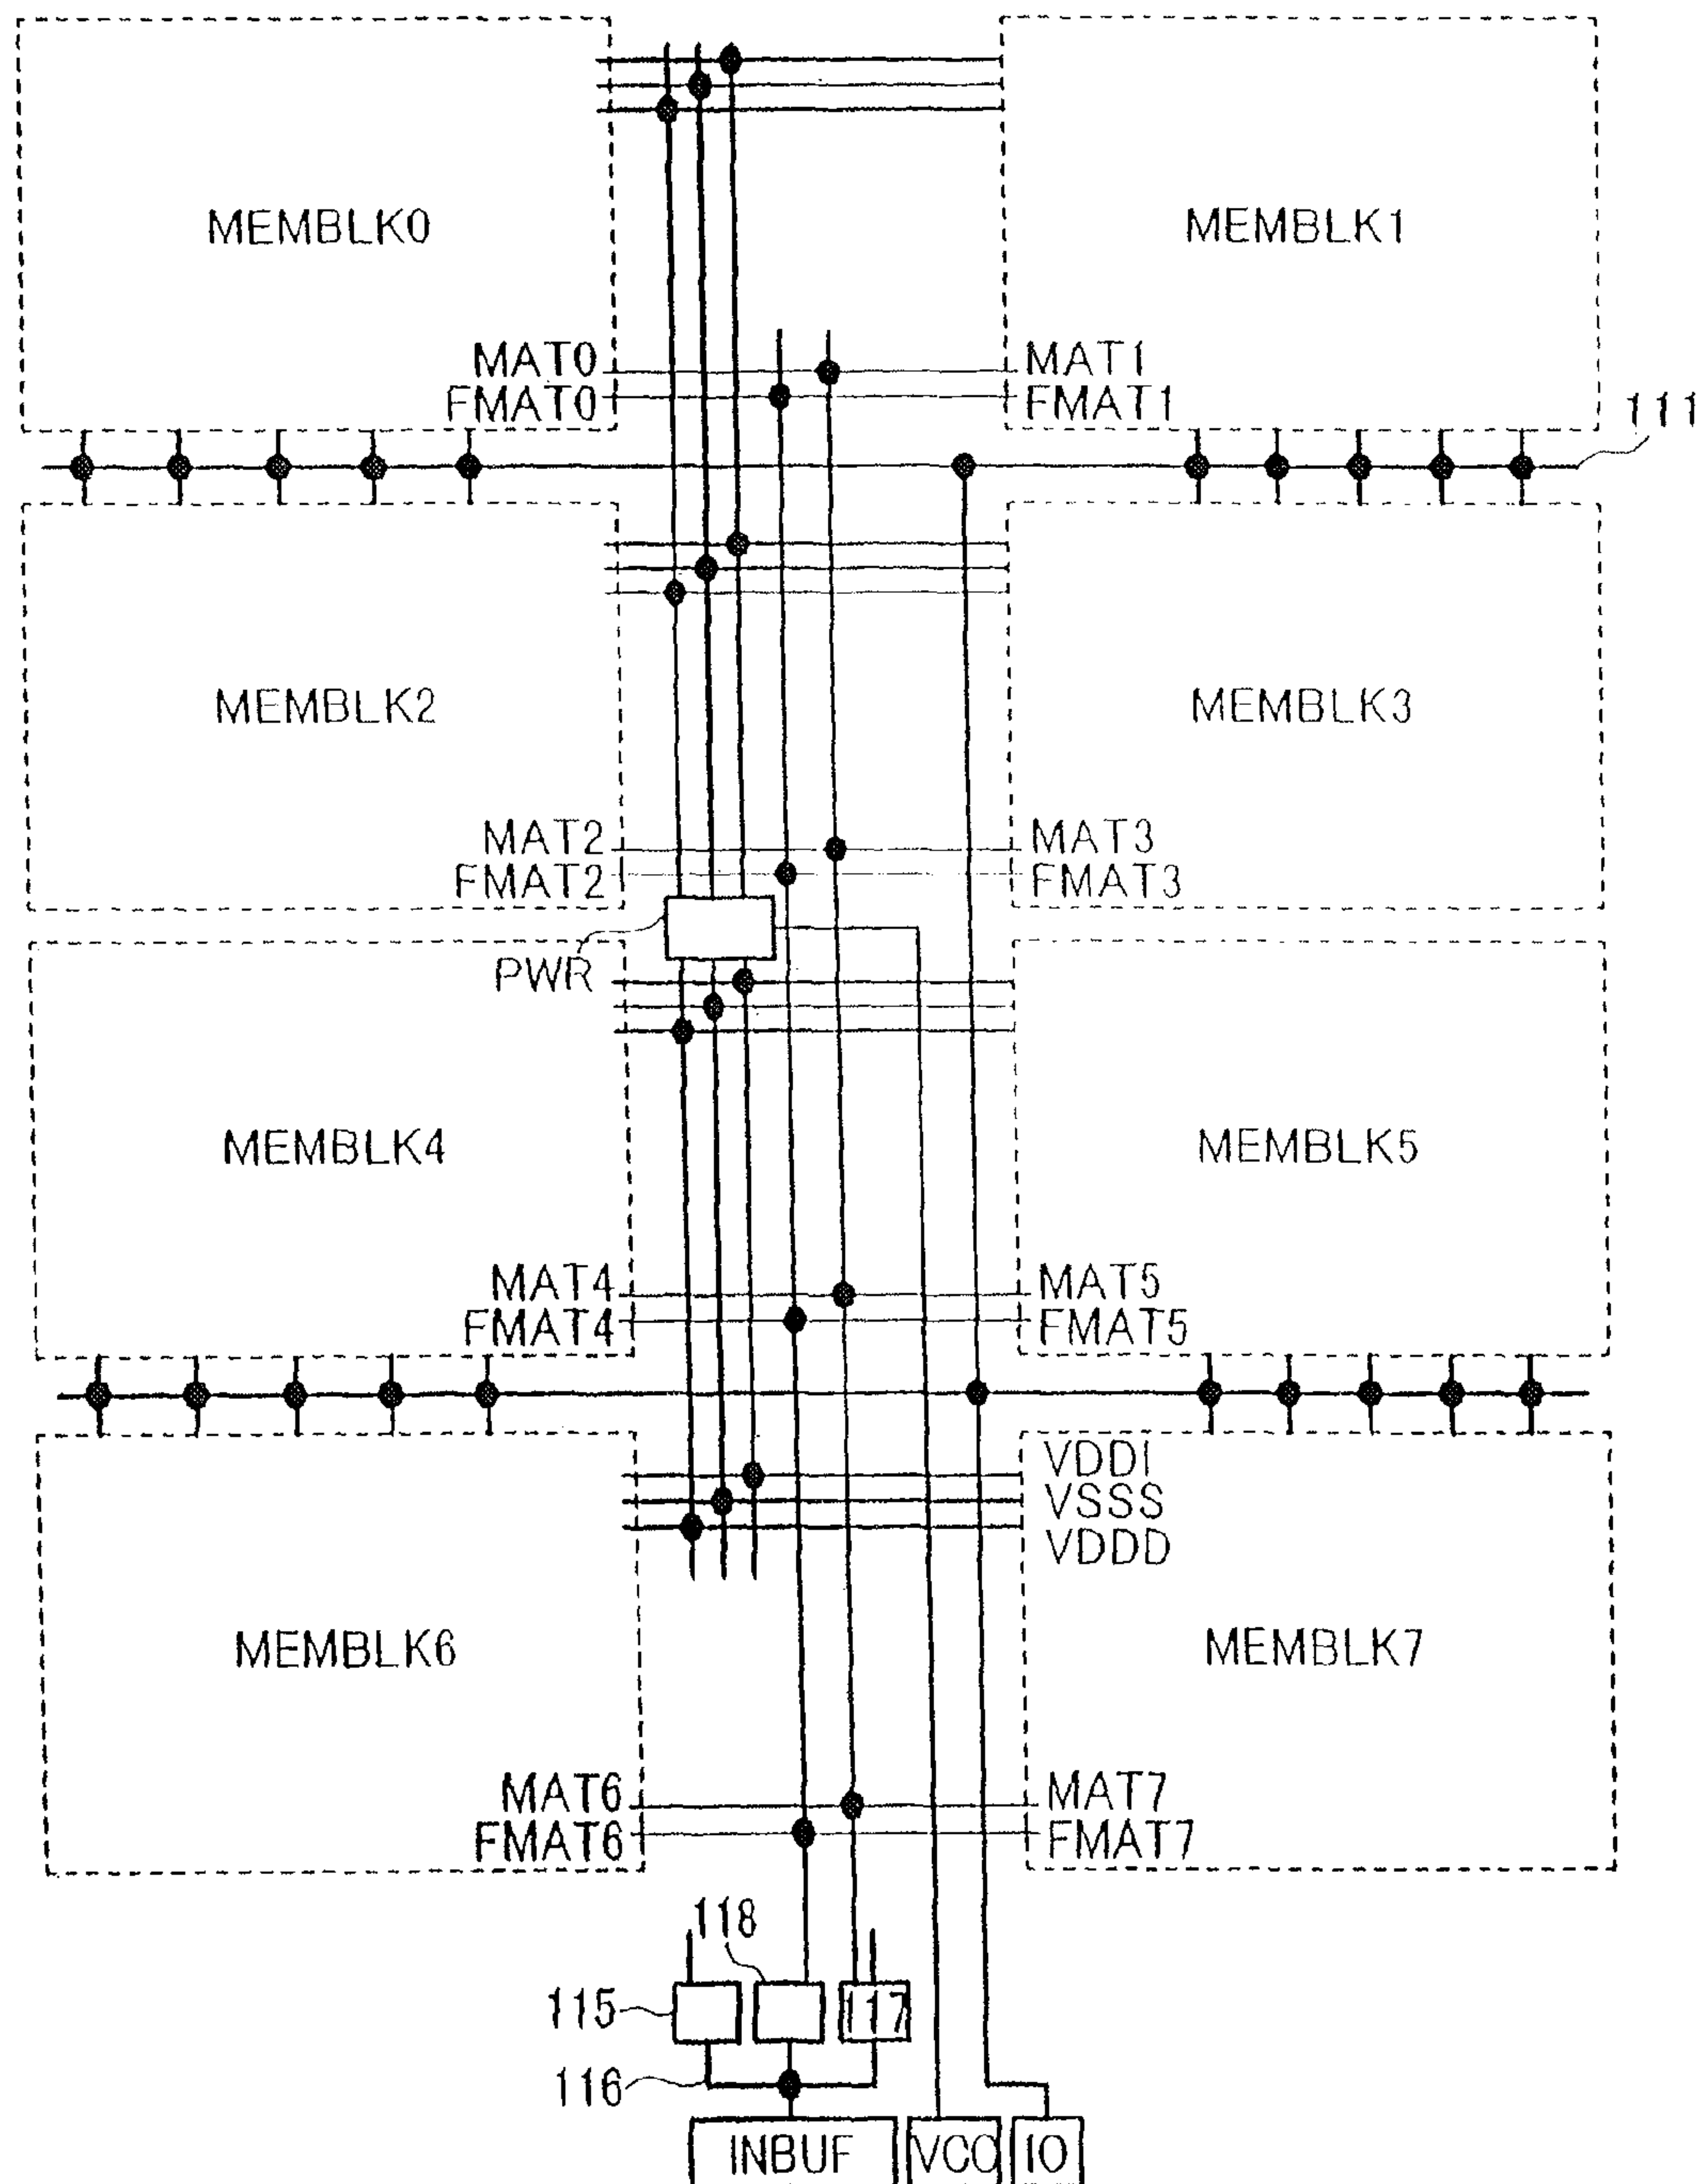 MEMBLK0
MEMBLK1
MAT0
MAT1
FMAT0
FMAT1
111
MEMBLK2
MEMBLK3
MAT2
MAT3
FMAT2
FMAT3
PWR
MEMBLK4
MEMBLK5
MAT4
MAT5
FMAT4
FMAT5
VDDI
VSSS
VDDD
MEMBLK6
MEMBLK7
MAT6
MAT7
FMAT6
FMAT7
118
115
117
116
INBUF
VCC
IO